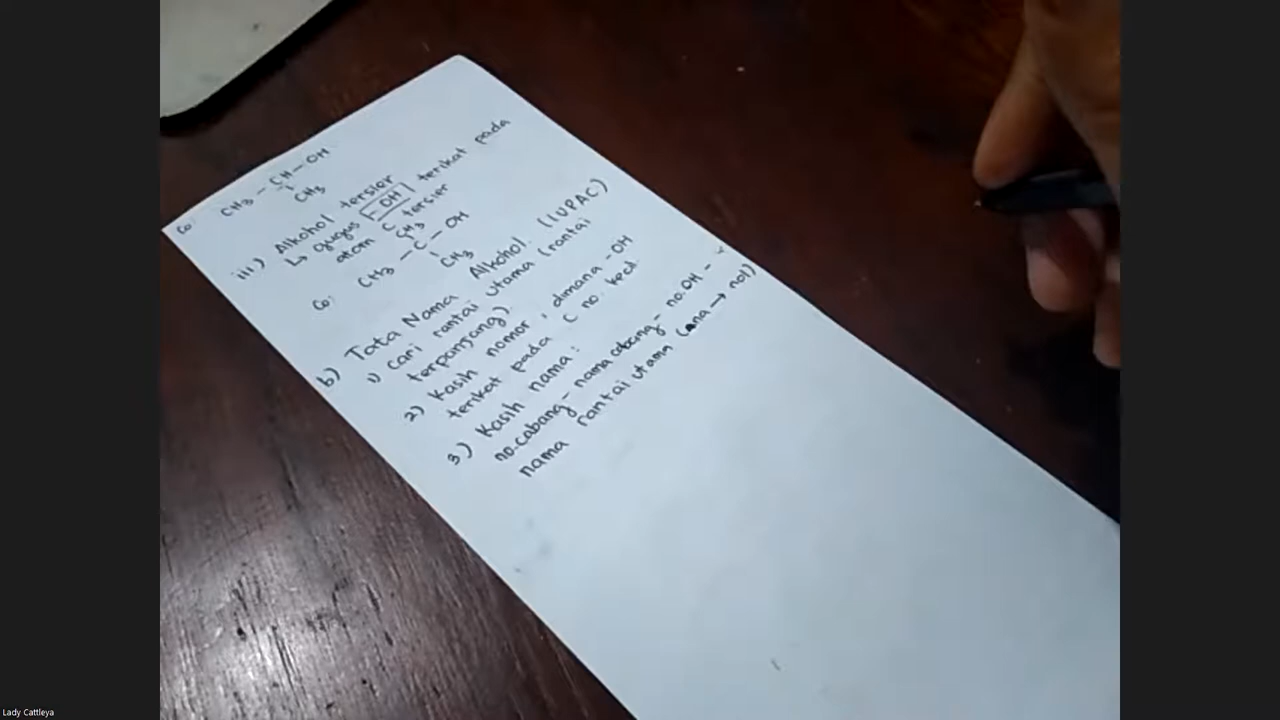 Co: CH3 - CH - OH
CH3
iii) Alkohol tersier
↳ gugus [-OH] terikat pada
atom C tersier
CH3
Co: CH3 - C - OH
CH3
b) Tata Nama Alkohol. (IUPAC)
1) Cari rantai utama (rantai
terpanjang).
2) Kasih nomor, dimana -OH
terikat pada C no. kecil
3) Kasih nama:
no.cabang - nama cabang - no.OH -
nama rantai utama (ana → nol)
Lady Cattleya